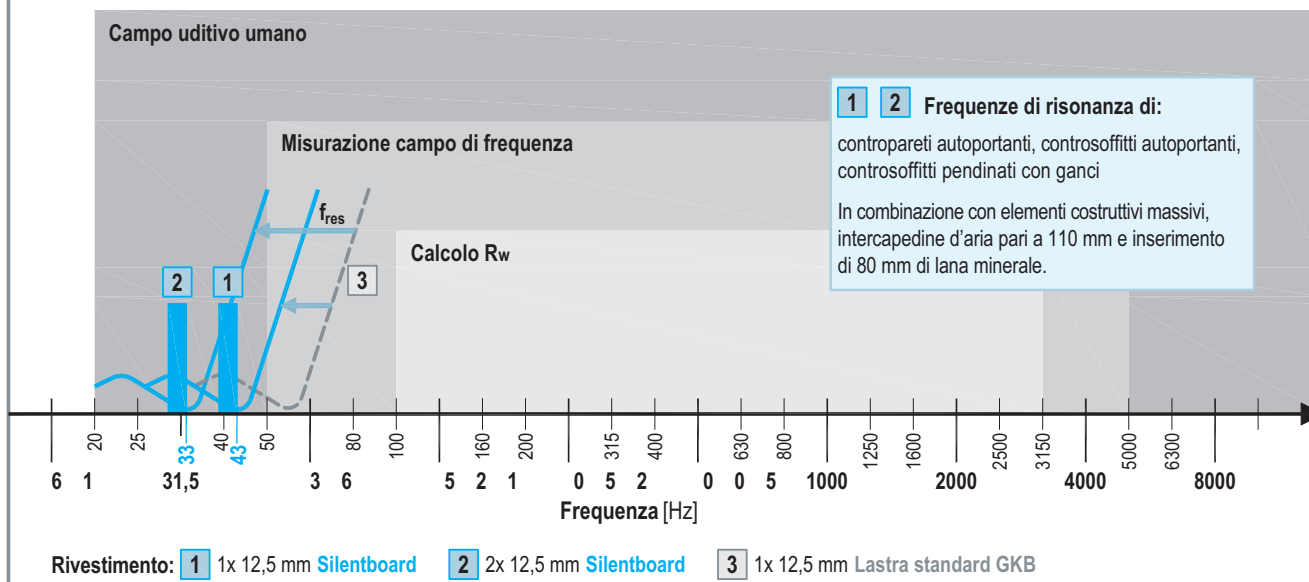 Campo uditivo umano
1 2 Frequenze di risonanza di:
contropareti autoportanti, controsoffitti autoportanti,
controsoffitti pendinati con ganci
In combinazione con elementi costruttivi massivi,
intercapedine d'aria pari a 110 mm e inserimento
di 80 mm di lana minerale.
Misurazione campo di frequenza
fres
Calcolo Rw
2 1 3
20 25 33 40 43 50 80 100 160 200 315 400 630 800 1250 1600 2500 3150 5000 6300
6 1 31,5 3 6 5 2 1 0 5 2 0 0 5 1000 2000 4000 8000
Frequenza [Hz]
Rivestimento: 1 1x 12,5 mm Silentboard 2 2x 12,5 mm Silentboard 3 1x 12,5 mm Lastra standard GKB